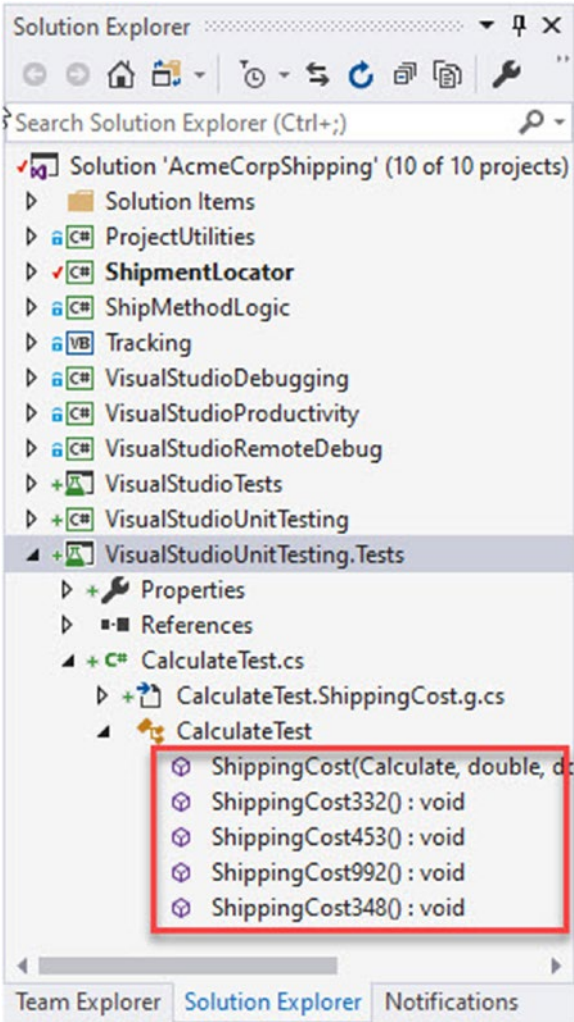 Solution Explorer
Search Solution Explorer (Ctrl+;)
Solution 'AcmeCorpShipping' (10 of 10 projects)
Solution Items
C# ProjectUtilities
C# ShipmentLocator
C# ShipMethodLogic
VB Tracking
C# VisualStudioDebugging
C# VisualStudioProductivity
C# VisualStudioRemoteDebug
VisualStudioTests
C# VisualStudioUnitTesting
VisualStudioUnitTesting.Tests
Properties
References
C# CalculateTest.cs
CalculateTest.ShippingCost.g.cs
CalculateTest
ShippingCost(Calculate, double, d
ShippingCost332() : void
ShippingCost453() : void
ShippingCost992() : void
ShippingCost348() : void
Team Explorer Solution Explorer Notifications